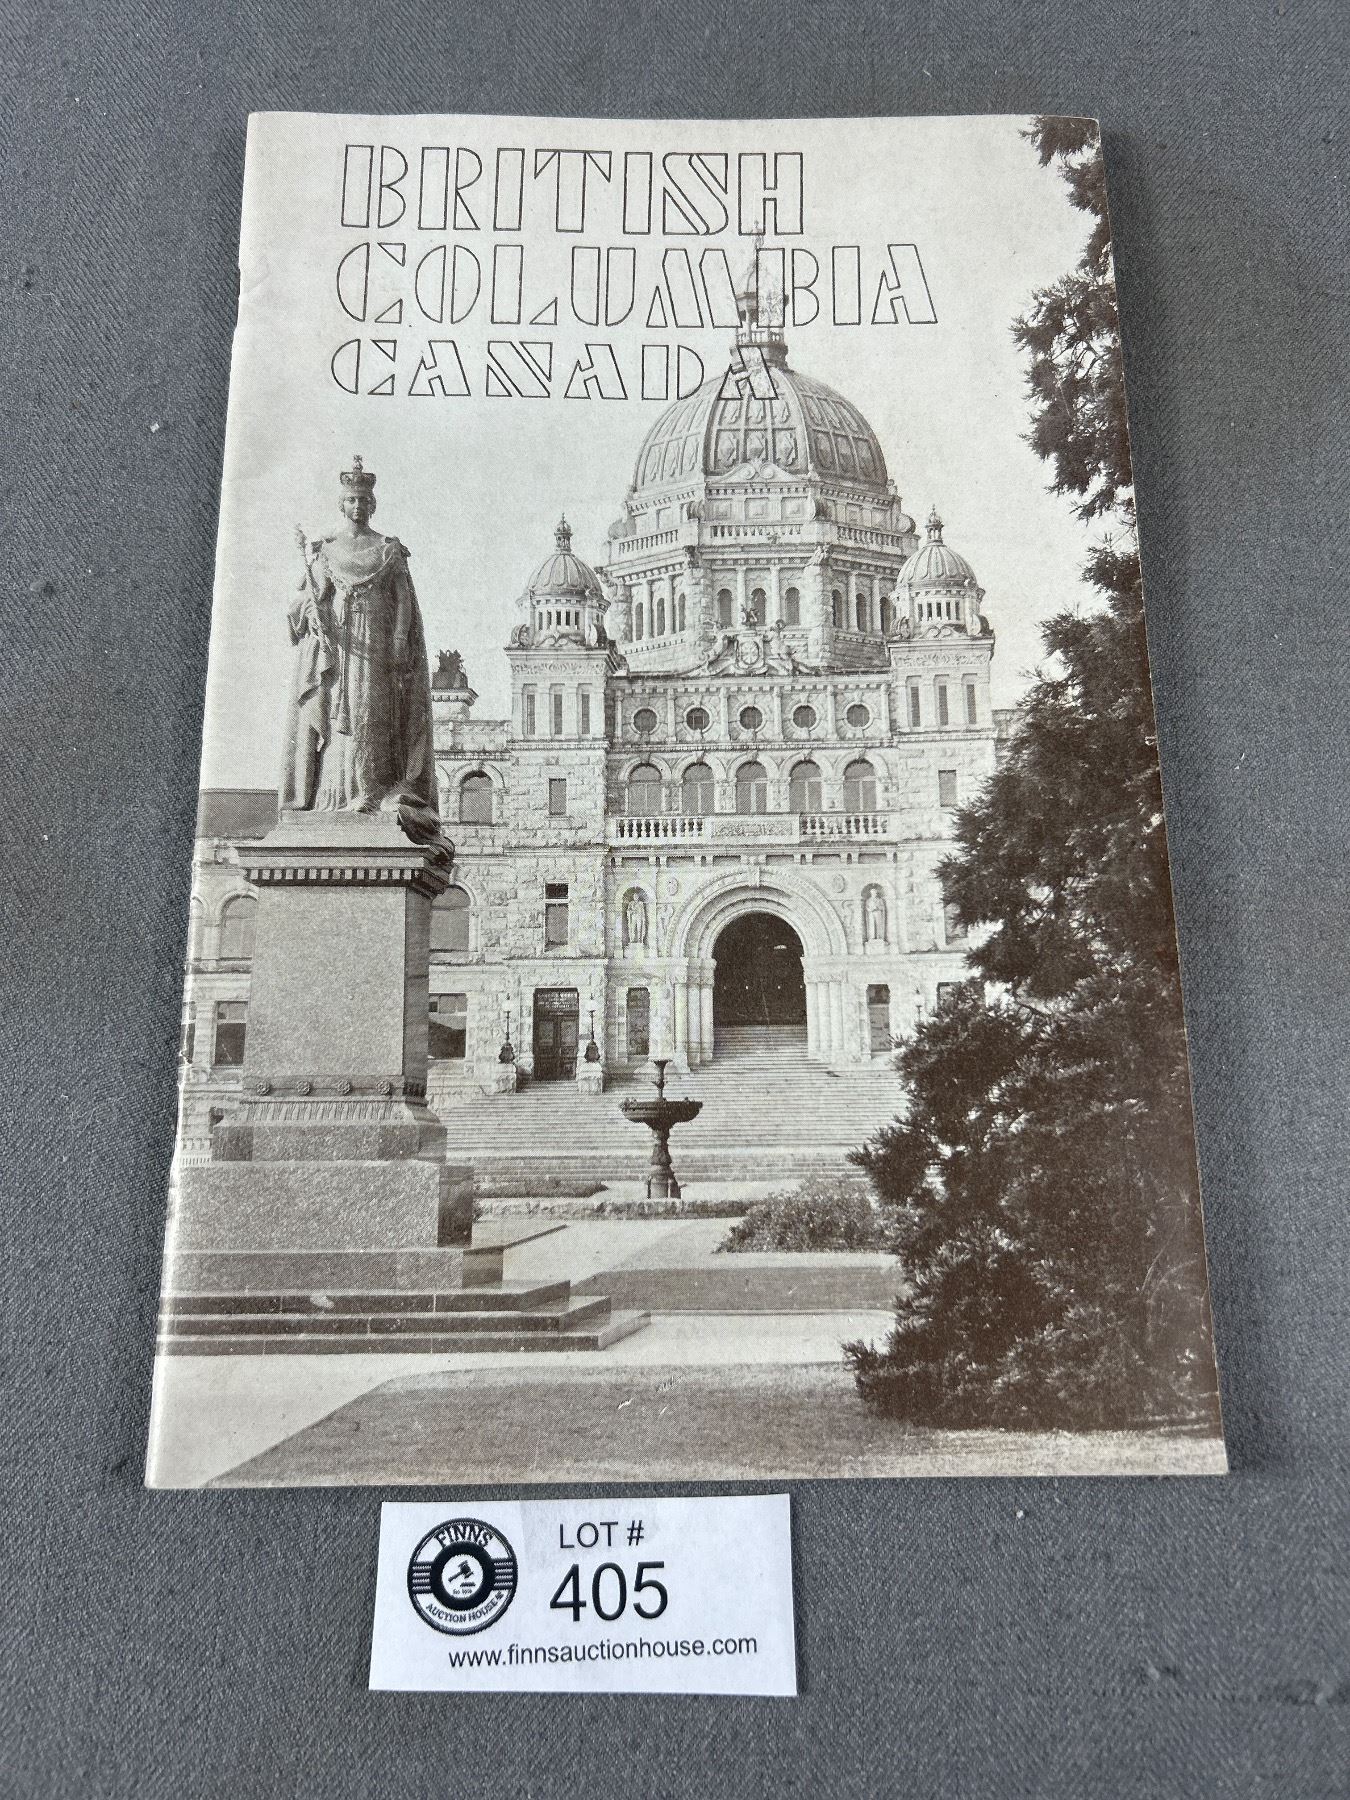 BRITISH
COLUMBIA
CANADA
FINNS
AUCTION HOUSE
LOT #
405
www.finnsauctionhouse.com